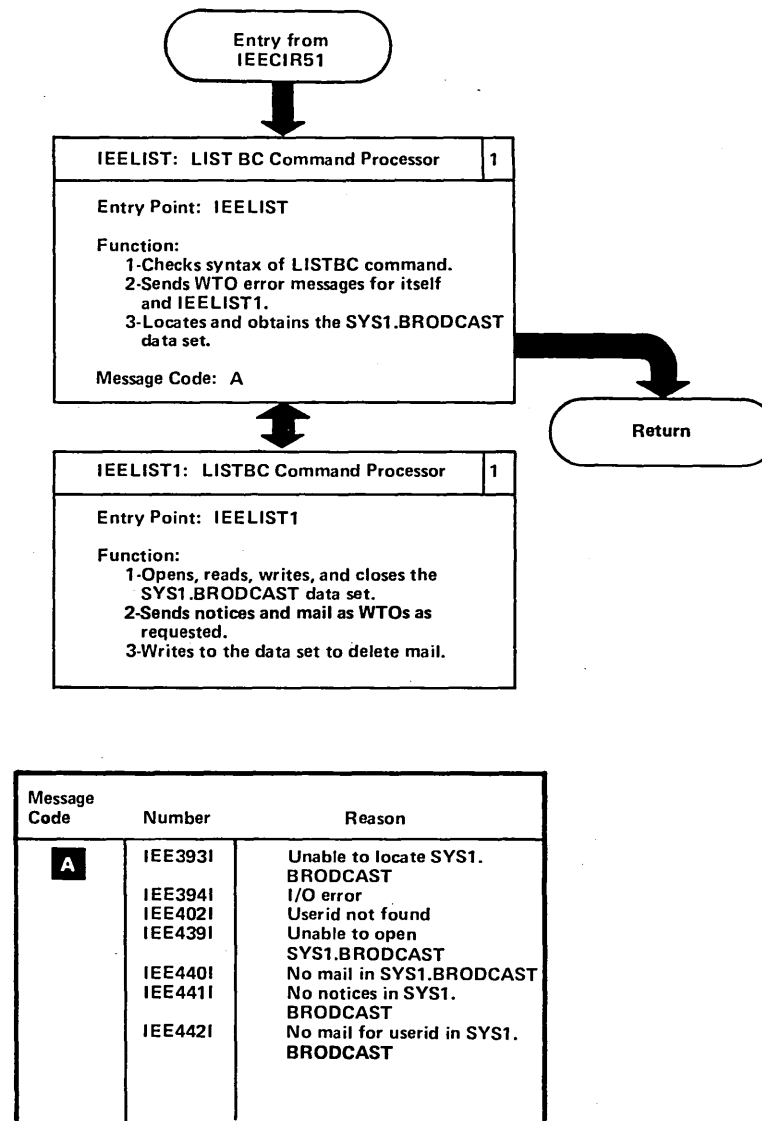 Entry from
IEECIR51
IEELIST: LIST BC Command Processor 1
Entry Point: IEELIST
Function:
1-Checks syntax of LISTBC command.
2-Sends WTO error messages for itself
and IEELIST1.
3-Locates and obtains the SYS1.BRODCAST
data set.
Message Code: A
Return
IEELIST1: LISTBC Command Processor 1
Entry Point: IEELIST1
Function:
1-Opens, reads, writes, and closes the
SYS1.BRODCAST data set.
2-Sends notices and mail as WTOs as
requested.
3-Writes to the data set to delete mail.
Message
Code Number Reason
A IEE393I Unable to locate SYS1.
BRODCAST
IEE394I I/O error
IEE402I Userid not found
IEE439I Unable to open
SYS1.BRODCAST
IEE440I No mail in SYS1.BRODCAST
IEE441I No notices in SYS1.
BRODCAST
IEE442I No mail for userid in SYS1.
BRODCAST